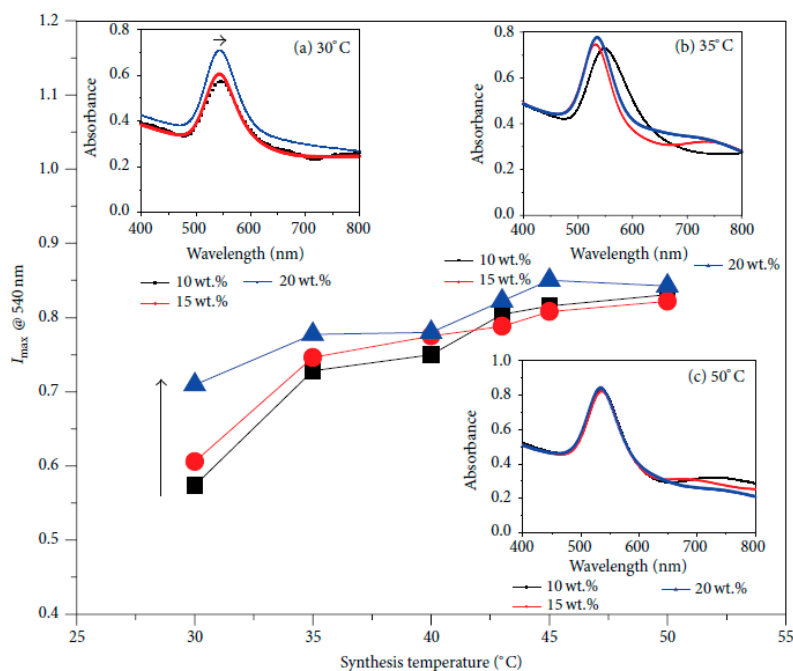 1.2
1.1
1.0
0.9
0.8
0.7
0.6
0.5
0.4
I max @ 540 nm
25 30 35 40 45 50 55
Synthesis temperature (°C)
(a) 30°C
0.8
0.6
0.4
0.2
0.0
Absorbance
400 500 600 700 800
Wavelength (nm)
10 wt.% 20 wt.%
15 wt.%
(b) 35°C
0.8
0.6
0.4
0.2
0.0
Absorbance
400 500 600 700 800
Wavelength (nm)
10 wt.% 20 wt.%
15 wt.%
(c) 50°C
1.0
0.8
0.6
0.4
0.2
0.0
Absorbance
400 500 600 700 800
Wavelength (nm)
10 wt.% 20 wt.%
15 wt.%